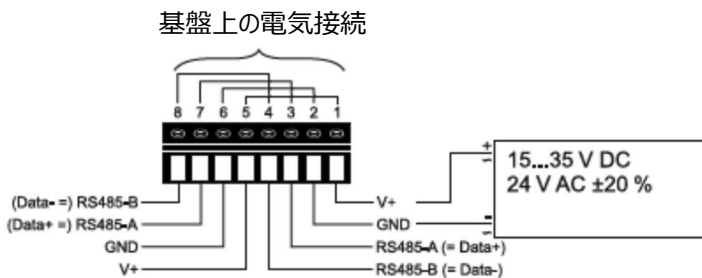 基盤上の電気接続
8 7 6 5 4 3 2 1
(Data- =) RS485-B
(Data+ =) RS485-A
GND
V+
V+
GND
RS485-A (= Data+)
RS485-B (= Data-)
+
~
-
~
15...35 V DC
24 V AC ±20 %